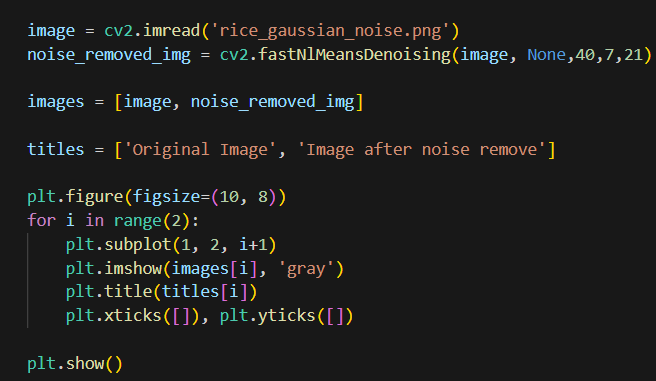 image = cv2.imread('rice_gaussian_noise.png')
noise_removed_img = cv2.fastNlMeansDenoising(image, None,40,7,21)
images = [image, noise_removed_img]
titles = ['Original Image', 'Image after noise remove']
plt.figure(figsize=(10, 8))
for i in range(2):
    plt.subplot(1, 2, i+1)
    plt.imshow(images[i], 'gray')
    plt.title(titles[i])
    plt.xticks([]), plt.yticks([])
plt.show()